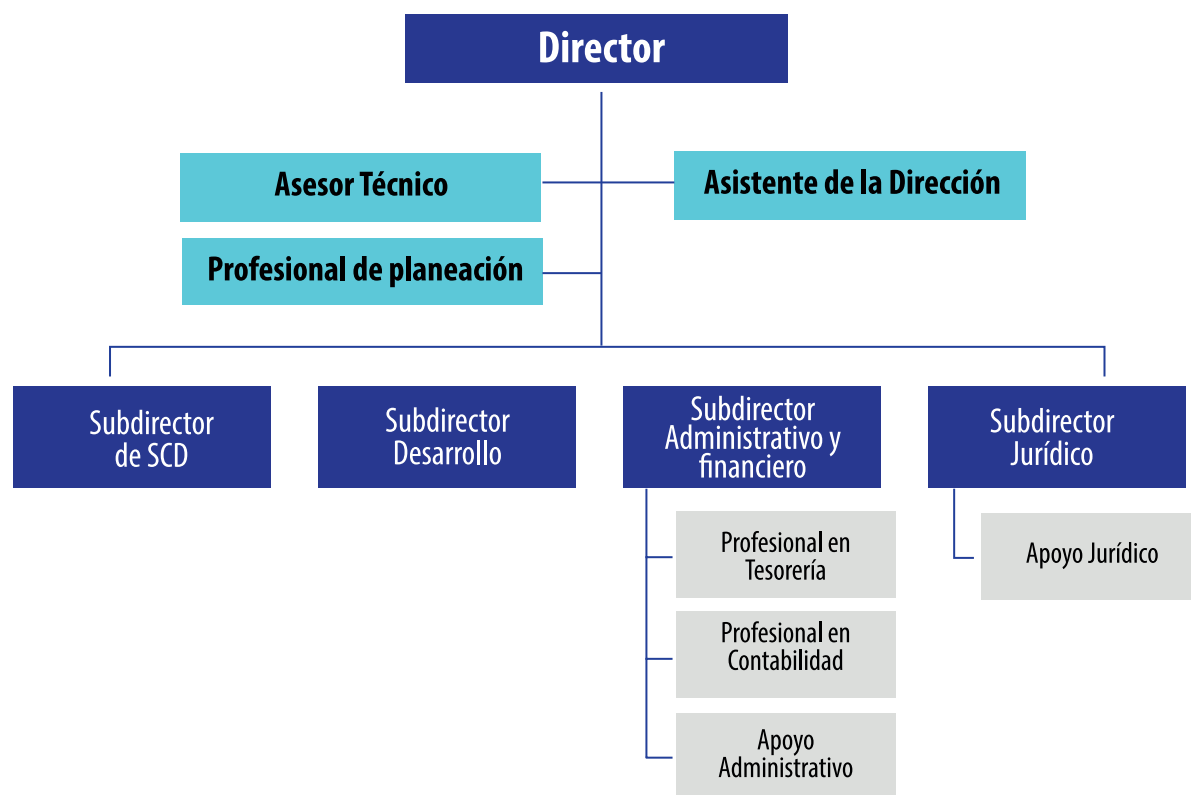 Director
Asesor Técnico
Asistente de la Dirección
Profesional de planeación
Subdirector
de SCD
Subdirector
Desarrollo
Subdirector
Administrativo y
financiero
Subdirector
Jurídico
Profesional en
Tesorería
Apoyo Jurídico
Profesional en
Contabilidad
Apoyo
Administrativo